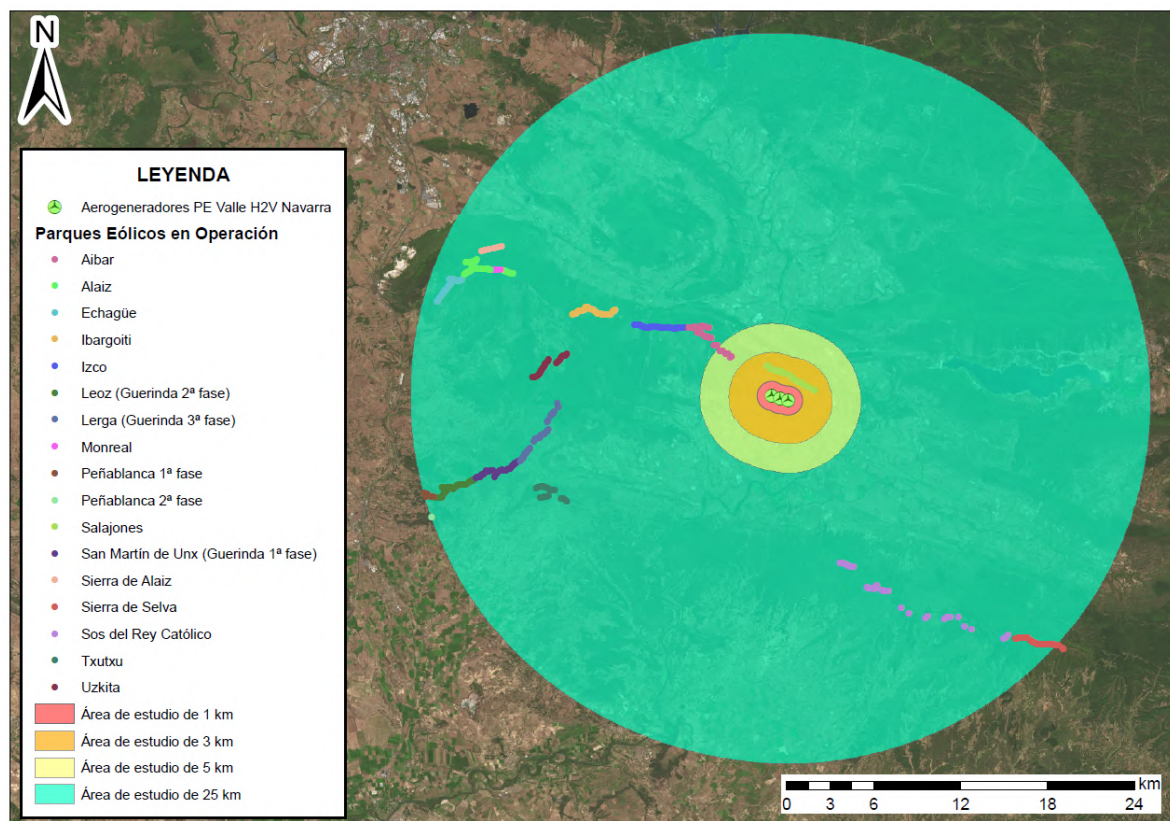 N
LEYENDA
Aerogeneradores PE Valle H2V Navarra
Parques Eólicos en Operación
Aibar
Alaiz
Echagüe
Ibargoiti
Izco
Leoz (Guerinda 2ª fase)
Lerga (Guerinda 3ª fase)
Monreal
Peñablanca 1ª fase
Peñablanca 2ª fase
Salajones
San Martín de Unx (Guerinda 1ª fase)
Sierra de Alaiz
Sierra de Selva
Sos del Rey Católico
Txutxu
Uzkita
Área de estudio de 1 km
Área de estudio de 3 km
Área de estudio de 5 km
Área de estudio de 25 km
km
0 3 6 12 18 24